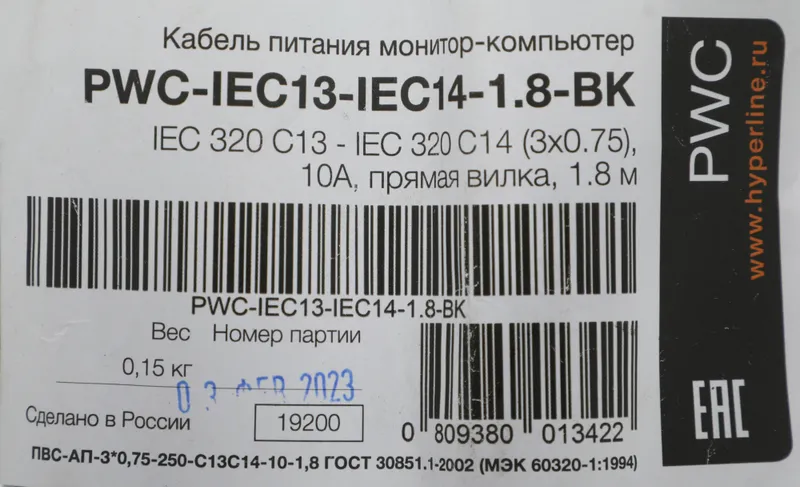 Кабель питания монитор-компьютер
PWC-IEC13-IEC14-1.8-BK
IEC 320 C13 - IEC 320 C14 (3x0.75),
10A, прямая вилка, 1.8 м
PWC-IEC13-IEC14-1.8-BK
Вес Номер партии
0,15 кг
03 ФЕВ 2023
Сделано в России
19200
0 809380 013422
ПВС-АП-3*0,75-250-С13С14-10-1,8 ГОСТ 30851.1-2002 (МЭК 60320-1:1994)
PWC
www.hyperline.ru
EAC